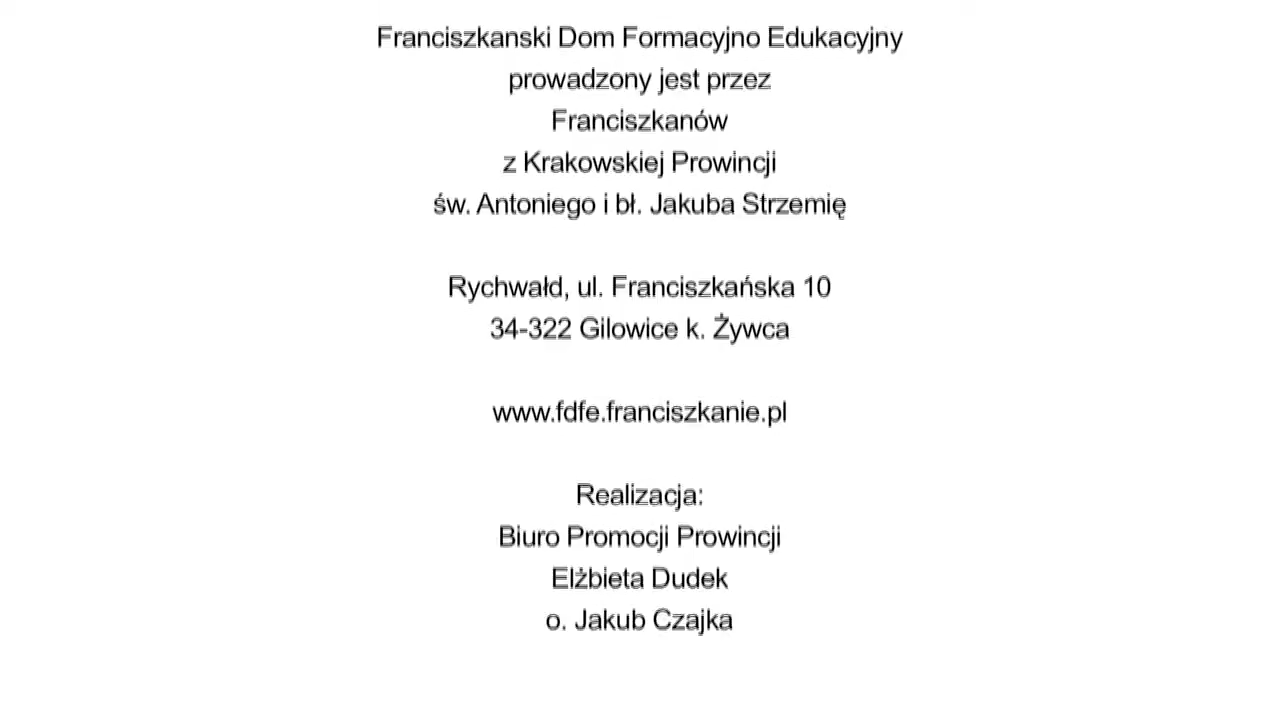 Franciszkanski Dom Formacyjno Edukacyjny
prowadzony jest przez
Franciszkanów
z Krakowskiej Prowincji
św. Antoniego i bł. Jakuba Strzemię
Rychwałd, ul. Franciszkańska 10
34-322 Gilowice k. Żywca
www.fdfe.franciszkanie.pl
Realizacja:
Biuro Promocji Prowincji
Elżbieta Dudek
o. Jakub Czajka